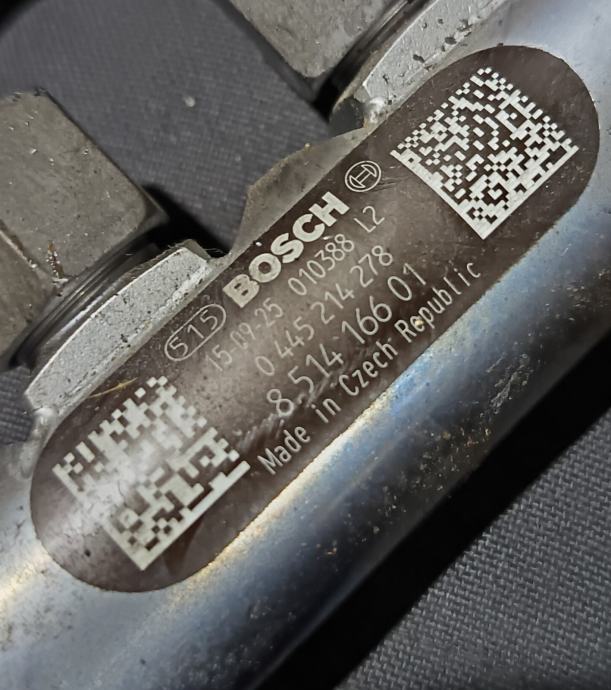 BOSCH
515
15-09-25 010388 L2
0 445 214 278
8 514 166 01
Made in Czech Republic